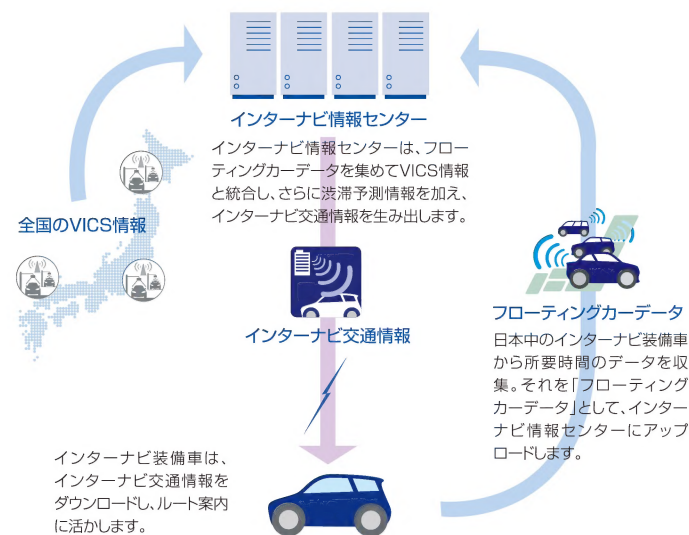 インターナビ情報センター
インターナビ情報センターは、フロー
ティングカーデータを集めてVICS情報
と統合し、さらに渋滞予測情報を加え、
インターナビ交通情報を生み出します。
全国のVICS情報
インターナビ交通情報
フローティングカーデータ
日本中のインターナビ装備車
から所要時間のデータを収
集。それを「フローティング
カーデータ」として、インター
ナビ情報センターにアップ
ロードします。
インターナビ装備車は、
インターナビ交通情報を
ダウンロードし、ルート案内
に活かします。